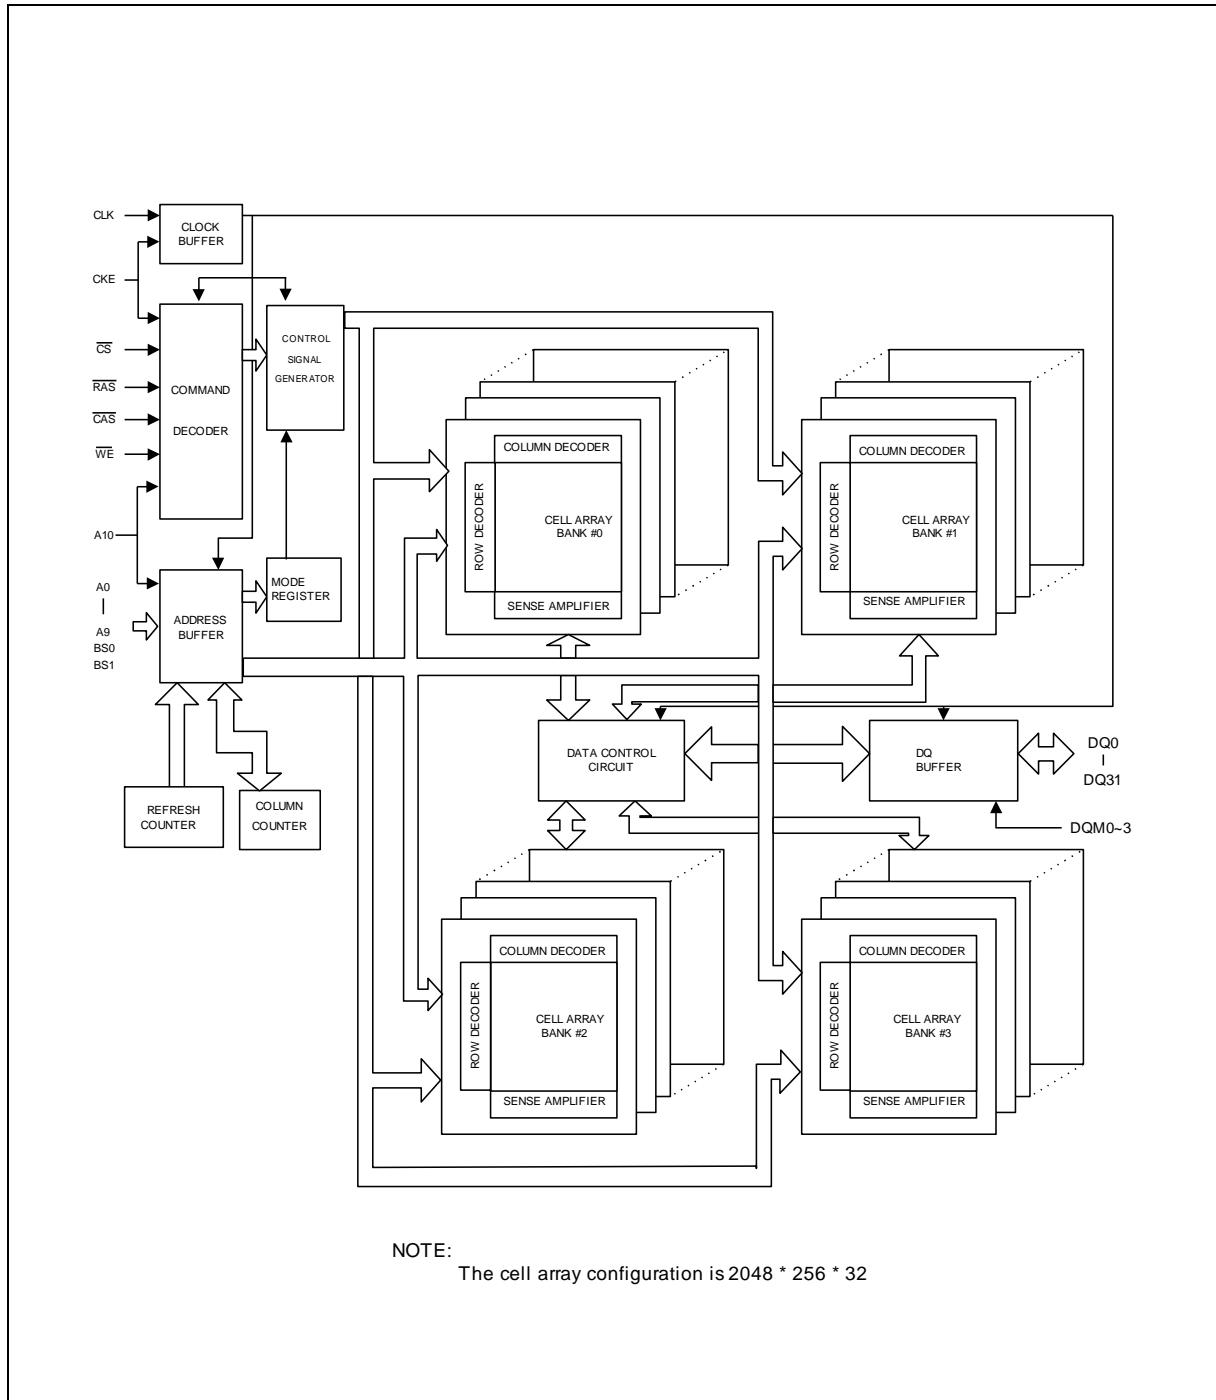 CLK
CLOCK
BUFFER
CKE
CS
RAS
CAS
WE
A10
COMMAND
DECODER
CONTROL
SIGNAL
GENERATOR
A0
A9
BS0
BS1
ADDRESS
BUFFER
MODE
REGISTER
REFRESH
COUNTER
COLUMN
COUNTER
COLUMN DECODER
ROW DECODER
CELL ARRAY
BANK #0
SENSE AMPLIFIER
COLUMN DECODER
ROW DECODER
CELL ARRAY
BANK #1
SENSE AMPLIFIER
DATA CONTROL
CIRCUIT
DQ
BUFFER
DQ0
DQ31
DQM0~3
COLUMN DECODER
ROW DECODER
CELL ARRAY
BANK #2
SENSE AMPLIFIER
COLUMN DECODER
ROW DECODER
CELL ARRAY
BANK #3
SENSE AMPLIFIER
NOTE:
The cell array configuration is 2048 * 256 * 32